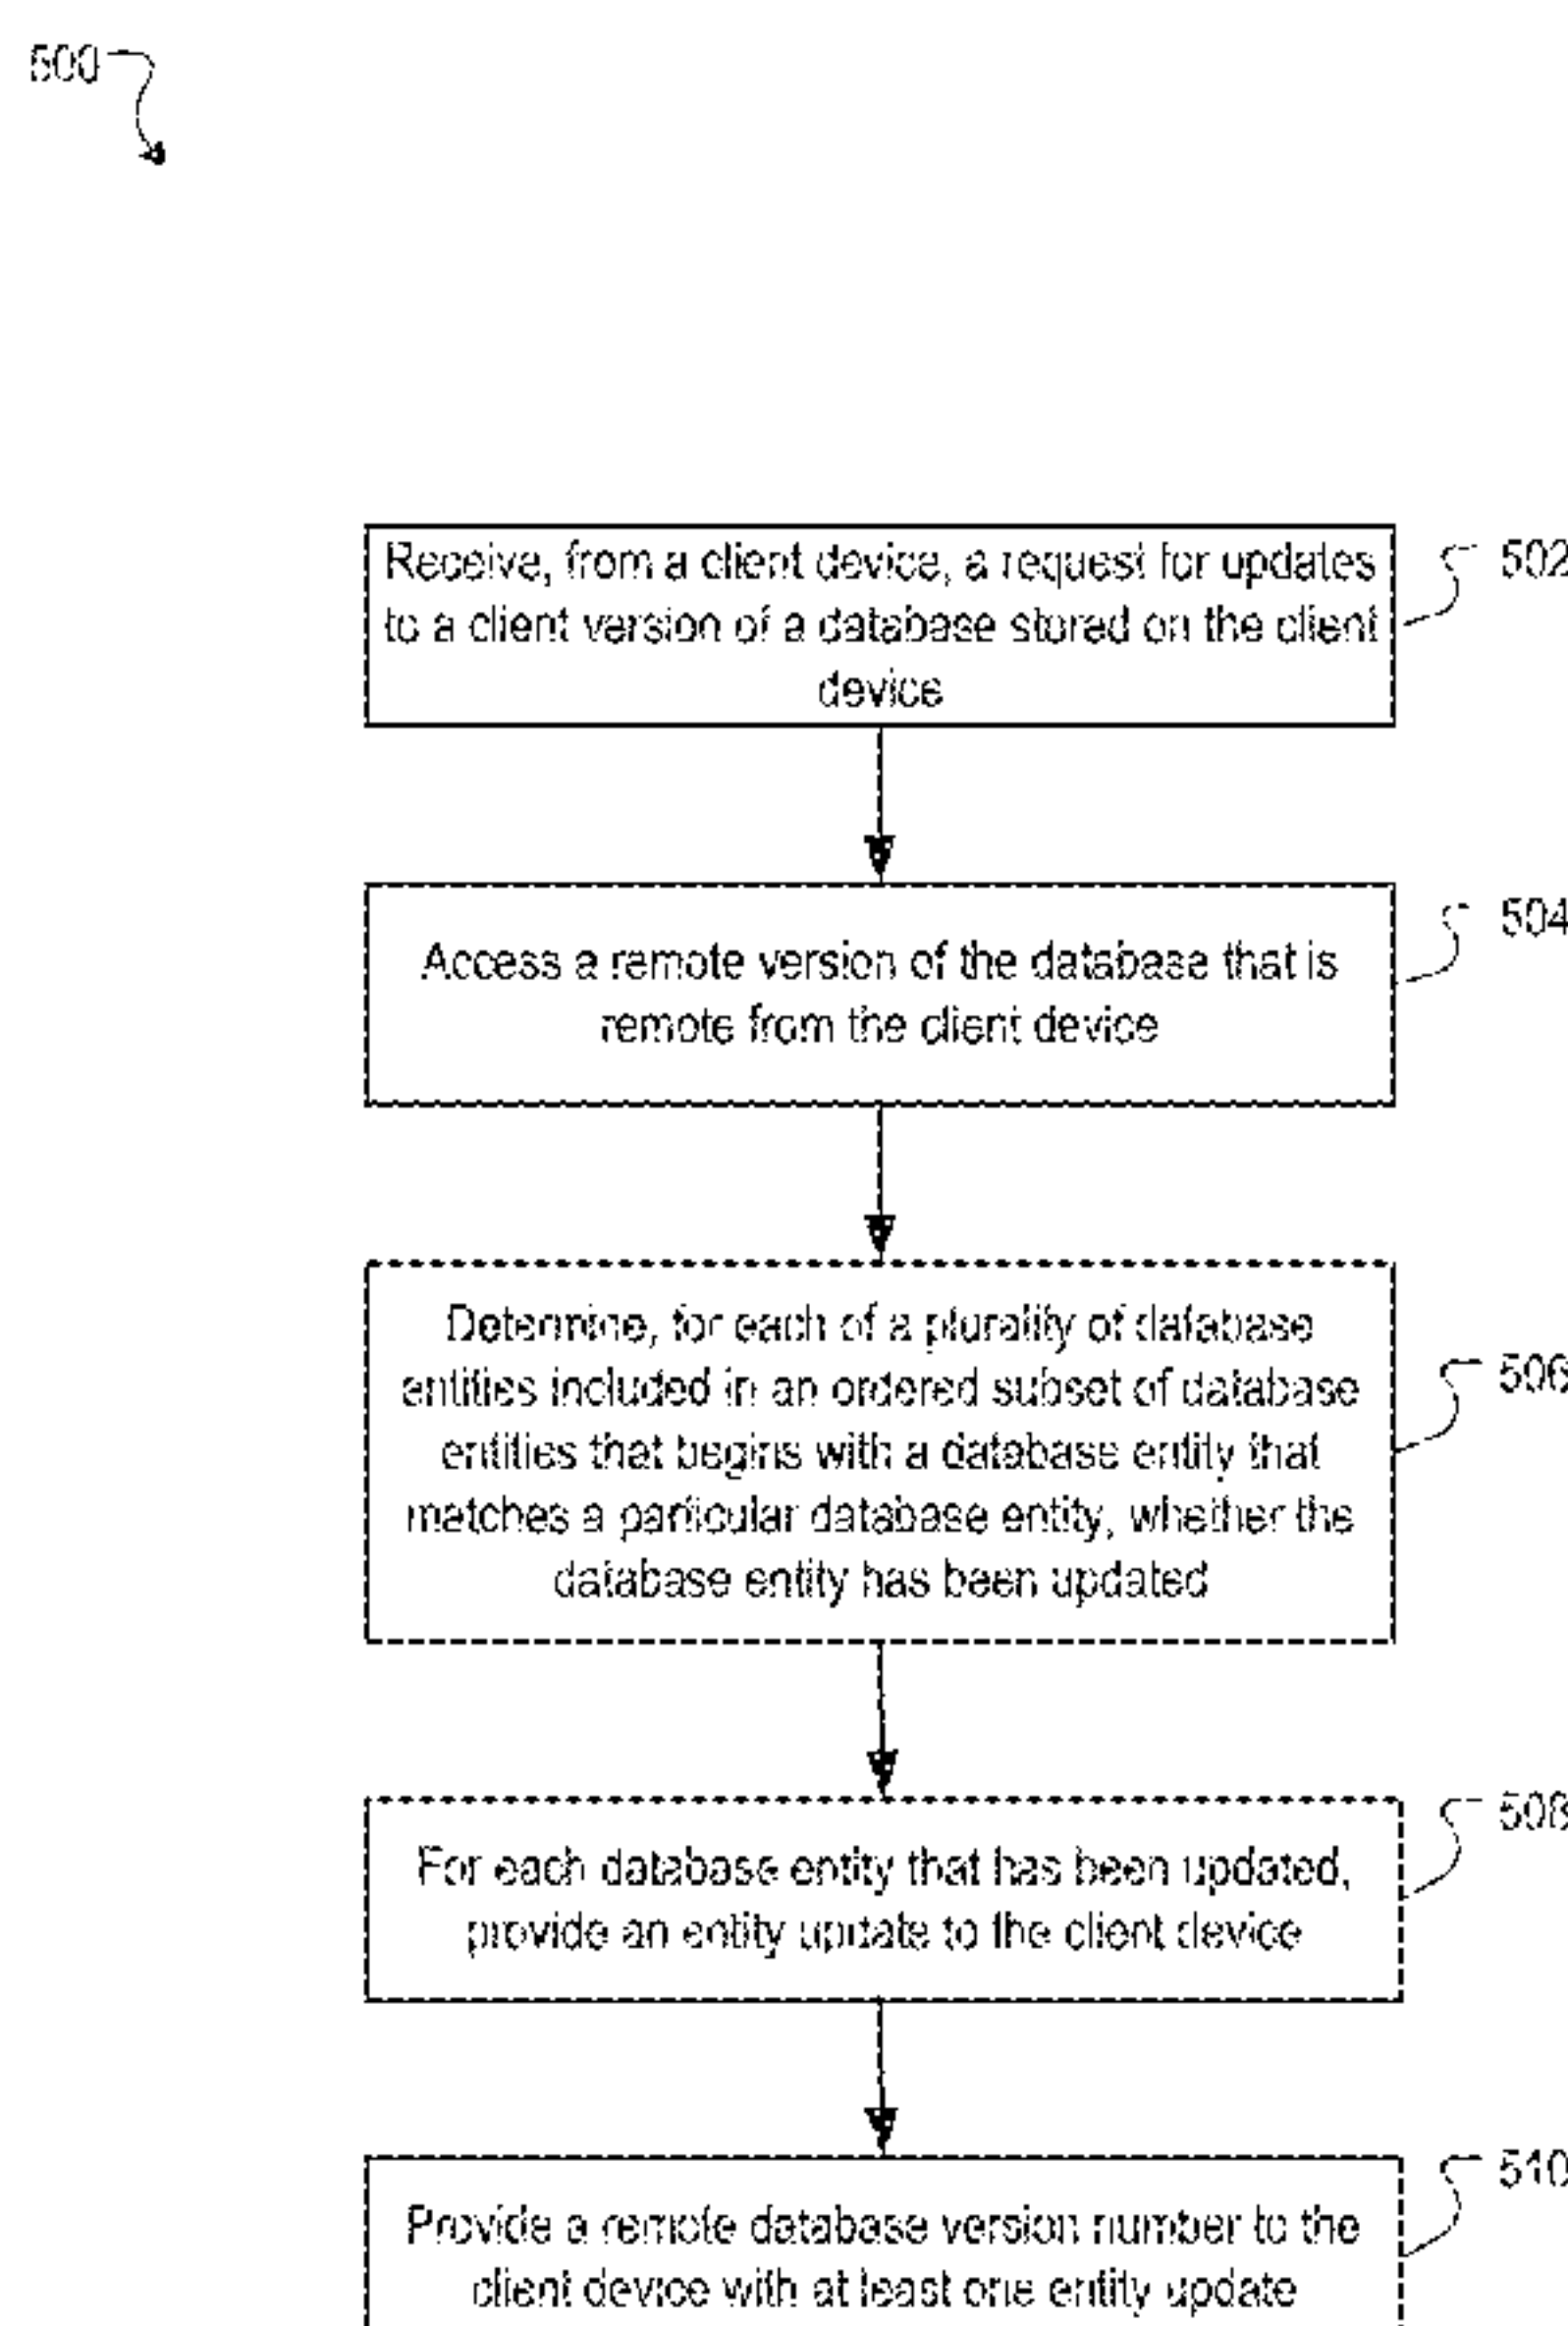 500
Receive, from a client device, a request for updates
to a client version of a database stored on the client
device
502
Access a remote version of the database that is
remote from the client device
504
Determine, for each of a plurality of database
entities included in an ordered subset of database
entities that begins with a database entity that
matches a particular database entity, whether the
database entity has been updated
506
For each database entity that has been updated,
provide an entity update to the client device
508
Provide a remote database version number to the
client device with at least one entity update
510